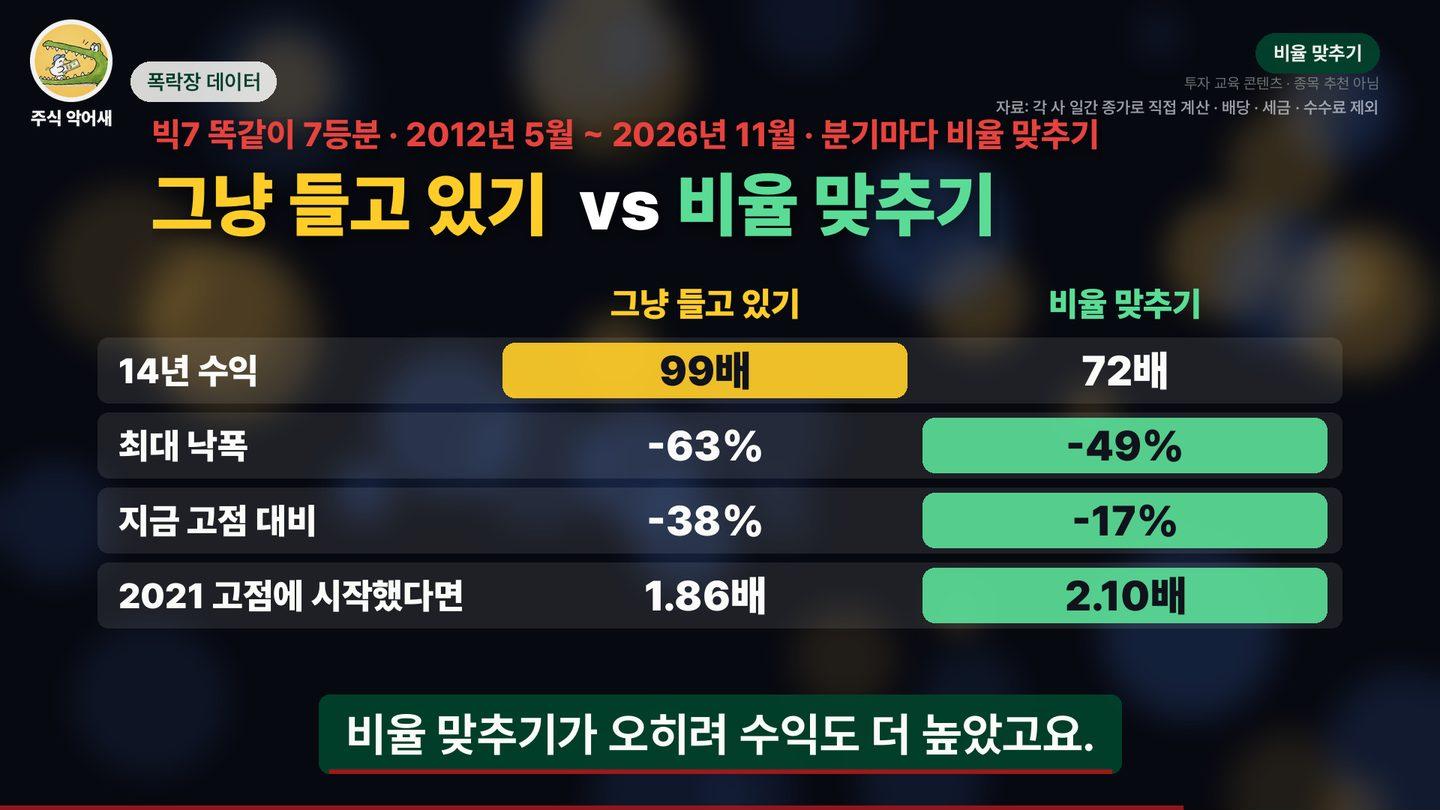 주식 악어새
폭락장 데이터
비율 맞추기
투자 교육 콘텐츠 · 종목 추천 아님
자료: 각 사 일간 종가로 직접 계산 · 배당 · 세금 · 수수료 제외
빅7 똑같이 7등분 · 2012년 5월 ~ 2026년 11월 · 분기마다 비율 맞추기
그냥 들고 있기 vs 비율 맞추기
그냥 들고 있기 비율 맞추기
14년 수익 99배 72배
최대 낙폭 -63% -49%
지금 고점 대비 -38% -17%
2021 고점에 시작했다면 1.86배 2.10배
비율 맞추기가 오히려 수익도 더 높았고요.